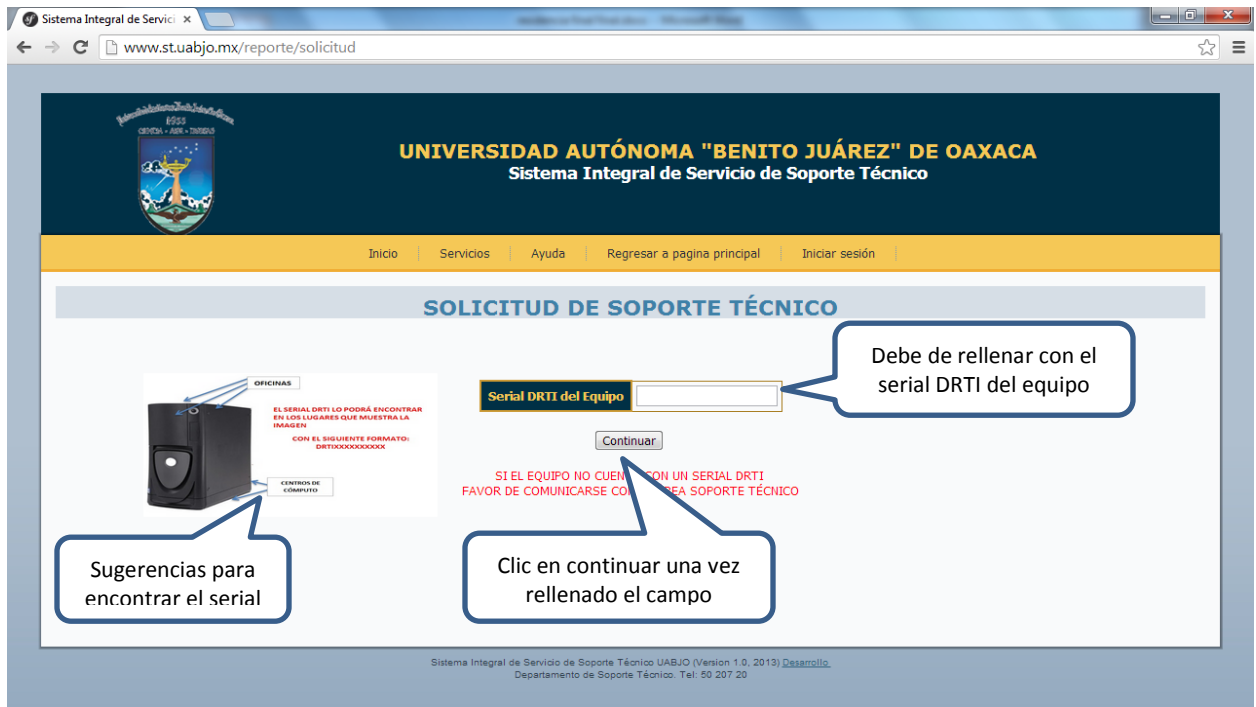 Sistema Integral de Servici
www.st.uabjo.mx/reporte/solicitud
1955
CIENCIA - ARTE - LIBERTAD
UNIVERSIDAD AUTÓNOMA "BENITO JUÁREZ" DE OAXACA
Sistema Integral de Servicio de Soporte Técnico
Inicio Servicios Ayuda Regresar a pagina principal Iniciar sesión
SOLICITUD DE SOPORTE TÉCNICO
Debe de rellenar con el
serial DRTI del equipo
OFICINAS
EL SERIAL DRTI LO PODRÁ ENCONTRAR
EN LOS LUGARES QUE MUESTRA LA
IMAGEN
CON EL SIGUIENTE FORMATO:
DRTIXXXXXXXXXX
CENTROS DE
CÓMPUTO
Serial DRTI del Equipo
Continuar
SI EL EQUIPO NO CUEN CON UN SERIAL DRTI
FAVOR DE COMUNICARSE CON REA SOPORTE TÉCNICO
Sugerencias para
encontrar el serial
Clic en continuar una vez
rellenado el campo
Sistema Integral de Servicio de Soporte Técnico UABJO (Version 1.0, 2013) Desarrollo
Departamento de Soporte Técnico. Tel: 50 207 20